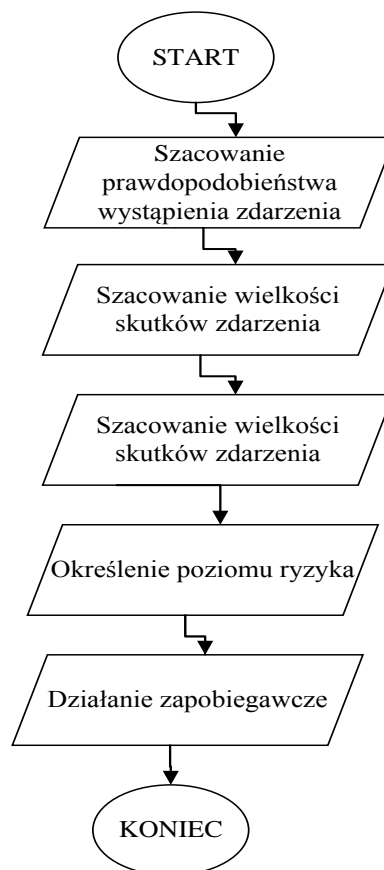 START
Szacowanie
prawdopodobieństwa
wystąpienia zdarzenia
Szacowanie wielkości
skutków zdarzenia
Szacowanie wielkości
skutków zdarzenia
Określenie poziomu ryzyka
Działanie zapobiegawcze
KONIEC